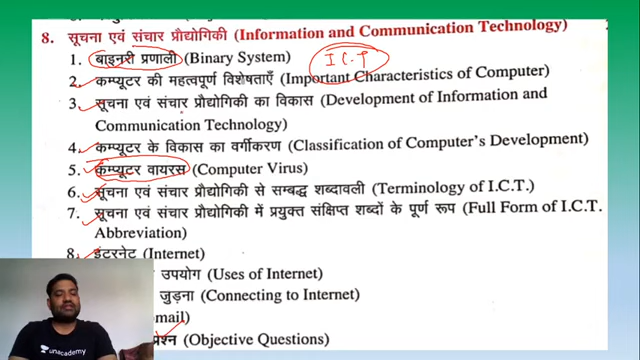 8. सूचना एवं संचार प्रौद्योगिकी (Information and Communication Technology)
1. बाइनरी प्रणाली (Binary System)
I.C.T
2. कम्प्यूटर की महत्वपूर्ण विशेषताएँ (Important Characteristics of Computer)
3. सूचना एवं संचार प्रौद्योगिकी का विकास (Development of Information and
Communication Technology)
4. कम्प्यूटर के विकास का वर्गीकरण (Classification of Computer's Development)
5. कम्प्यूटर वायरस (Computer Virus)
6. सूचना एवं संचार प्रौद्योगिकी से सम्बद्ध शब्दावली (Terminology of I.C.T.)
7. सूचना एवं संचार प्रौद्योगिकी में प्रयुक्त संक्षिप्त शब्दों के पूर्ण रूप (Full Form of I.C.T.
Abbreviation)
8. इंटरनेट (Internet)
उपयोग (Uses of Internet)
जुड़ना (Connecting to Internet)
mail)
प्रश्न (Objective Questions)
unacademy